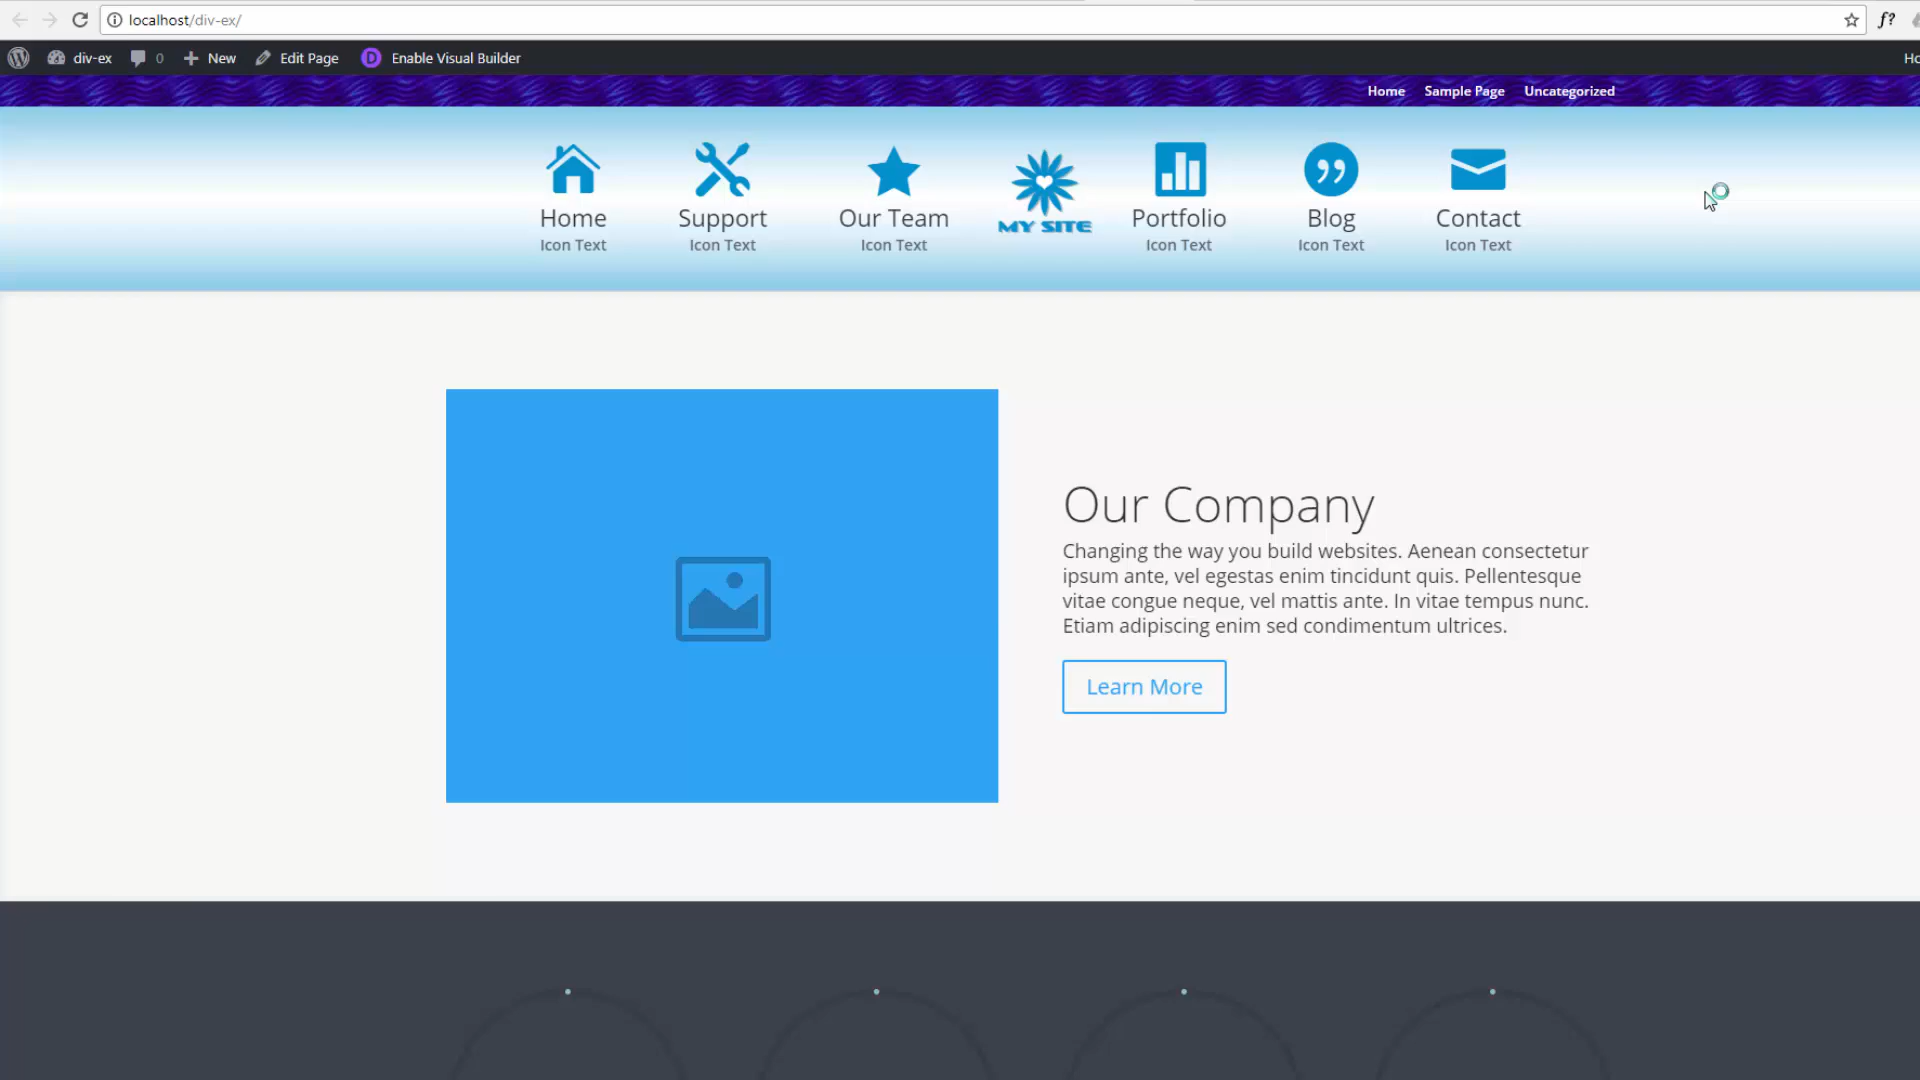 localhost/div-ex/
f?
div-ex 0 New Edit Page D Enable Visual Builder
Home Sample Page Uncategorized
Home Support Our Team MY SITE Portfolio Blog Contact
Icon Text Icon Text Icon Text Icon Text Icon Text Icon Text
Our Company
Changing the way you build websites. Aenean consectetur
ipsum ante, vel egestas enim tincidunt quis. Pellentesque
vitae congue neque, vel mattis ante. In vitae tempus nunc.
Etiam adipiscing enim sed condimentum ultrices.
Learn More